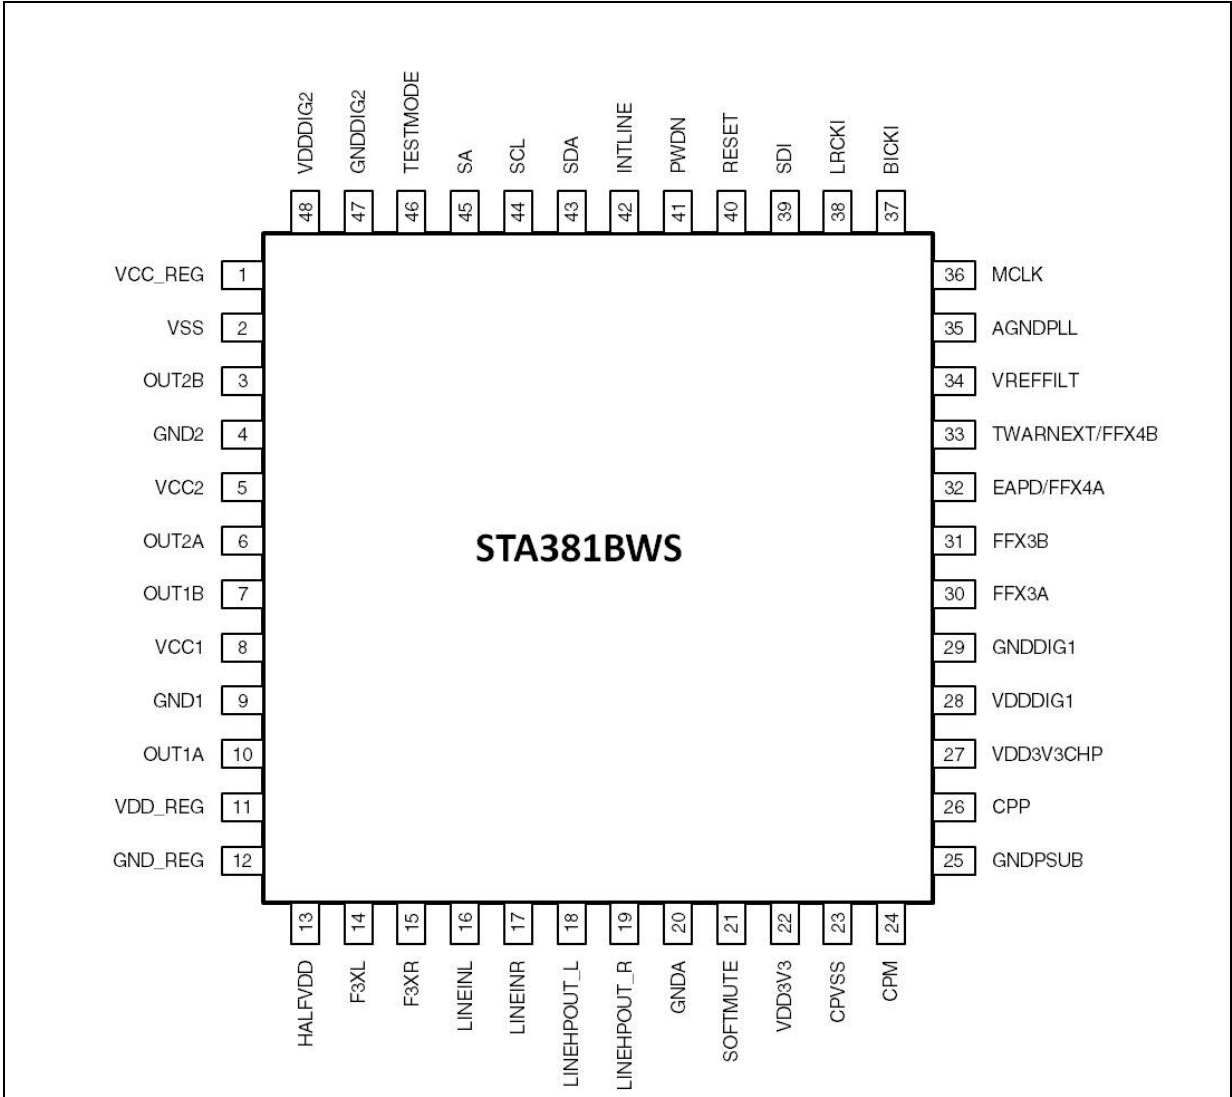 VDDDIG2
GNDDIG2
TESTMODE
SA
SCL
SDA
INTLINE
PWDN
RESET
SDI
LRCKI
BICKI
48
47
46
45
44
43
42
41
40
39
38
37
VCC_REG 1
VSS 2
OUT2B 3
GND2 4
VCC2 5
OUT2A 6
OUT1B 7
VCC1 8
GND1 9
OUT1A 10
VDD_REG 11
GND_REG 12
STA381BWS
36 MCLK
35 AGNDPLL
34 VREFFILT
33 TWARNEXT/FFX4B
32 EAPD/FFX4A
31 FFX3B
30 FFX3A
29 GNDDIG1
28 VDDDIG1
27 VDD3V3CHP
26 CPP
25 GNDPSUB
13
14
15
16
17
18
19
20
21
22
23
24
HALFVDD
F3XL
F3XR
LINEINL
LINEINR
LINEHPOUT_L
LINEHPOUT_R
GNDA
SOFTMUTE
VDD3V3
CPVSS
CPM